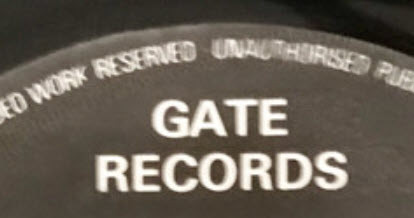 WORK RESERVED UNAUTHORISED
GATE
RECORDS